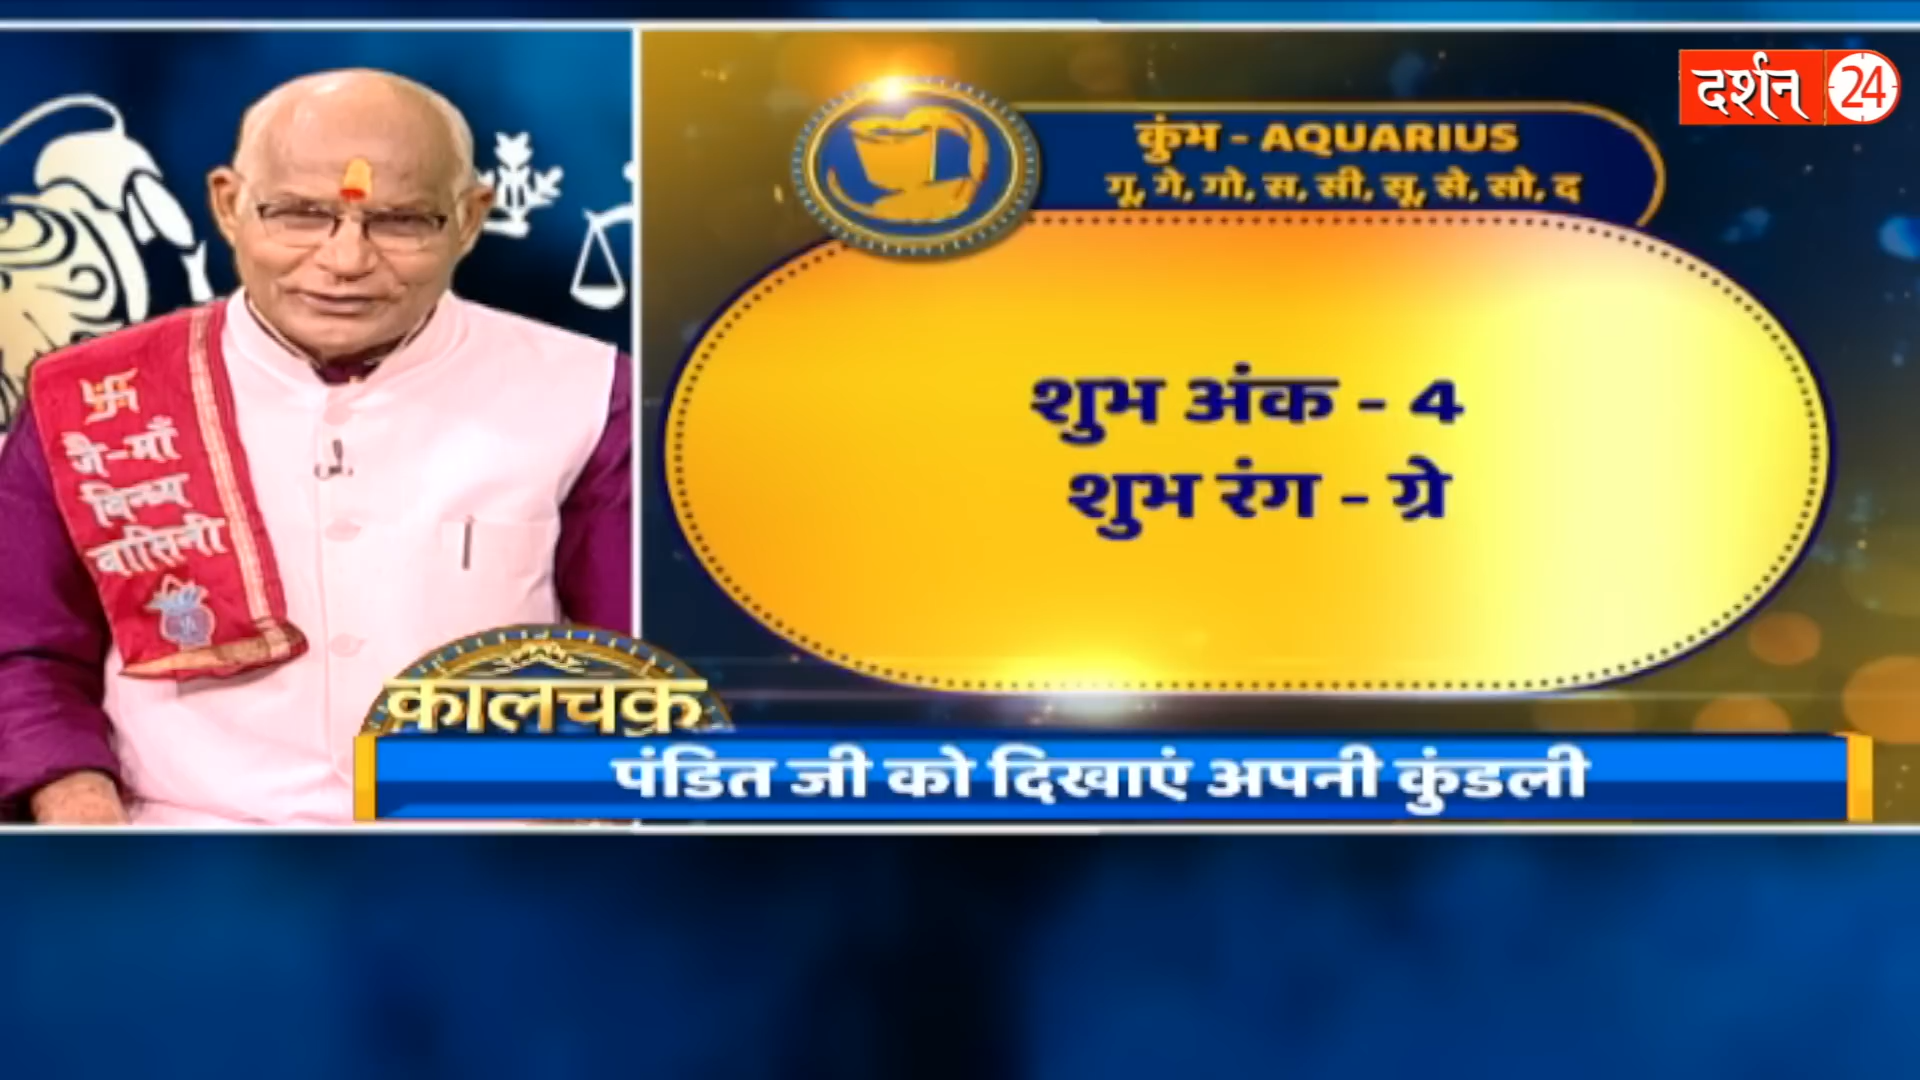 दर्शन 24
कुंभ - AQUARIUS
गू, गे, गो, स, सी, सू, से, सो, द
शुभ अंक - 4
शुभ रंग - ग्रे
जै-माँ
विन्ध्य
वासिनी
कालचक्र
पंडित जी को दिखाएं अपनी कुंडली